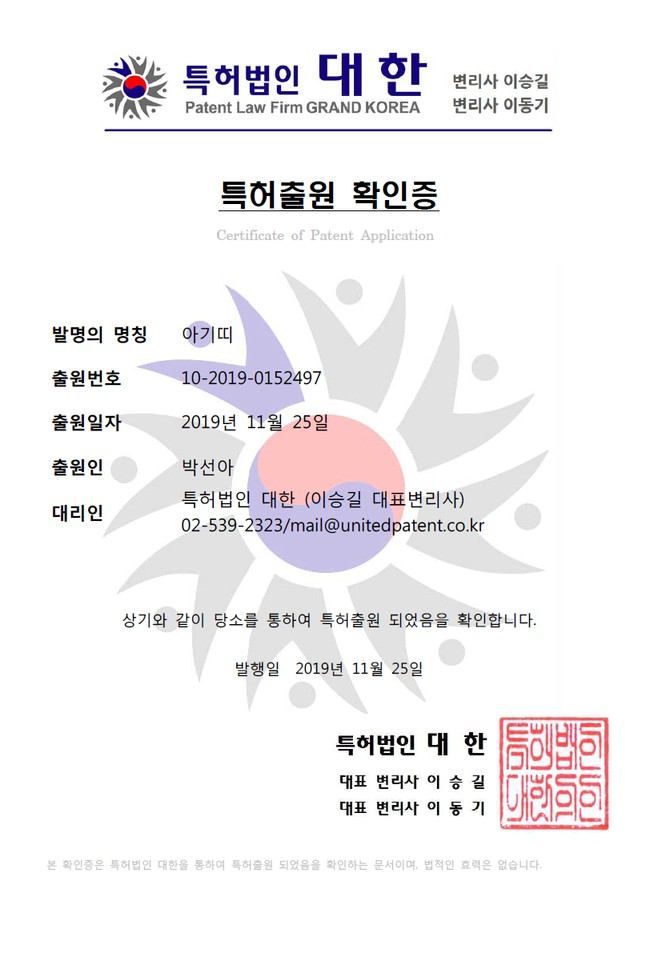 특허법인 대 한
Patent Law Firm GRAND KOREA
변리사 이승길
변리사 이동기
특허출원 확인증
Certificate of Patent Application
발명의 명칭 아기띠
출원번호 10-2019-0152497
출원일자 2019년 11월 25일
출원인 박선아
대리인 특허법인 대한 (이승길 대표변리사)
02-539-2323/mail@unitedpatent.co.kr
상기와 같이 당소를 통하여 특허출원 되었음을 확인합니다.
발행일 2019년 11월 25일
특허법인 대 한
대표 변리사 이 승 길
대표 변리사 이 동 기
본 확인증은 특허법인 대한을 통하여 특허출원 되었음을 확인하는 문서이며, 법적인 효력은 없습니다.